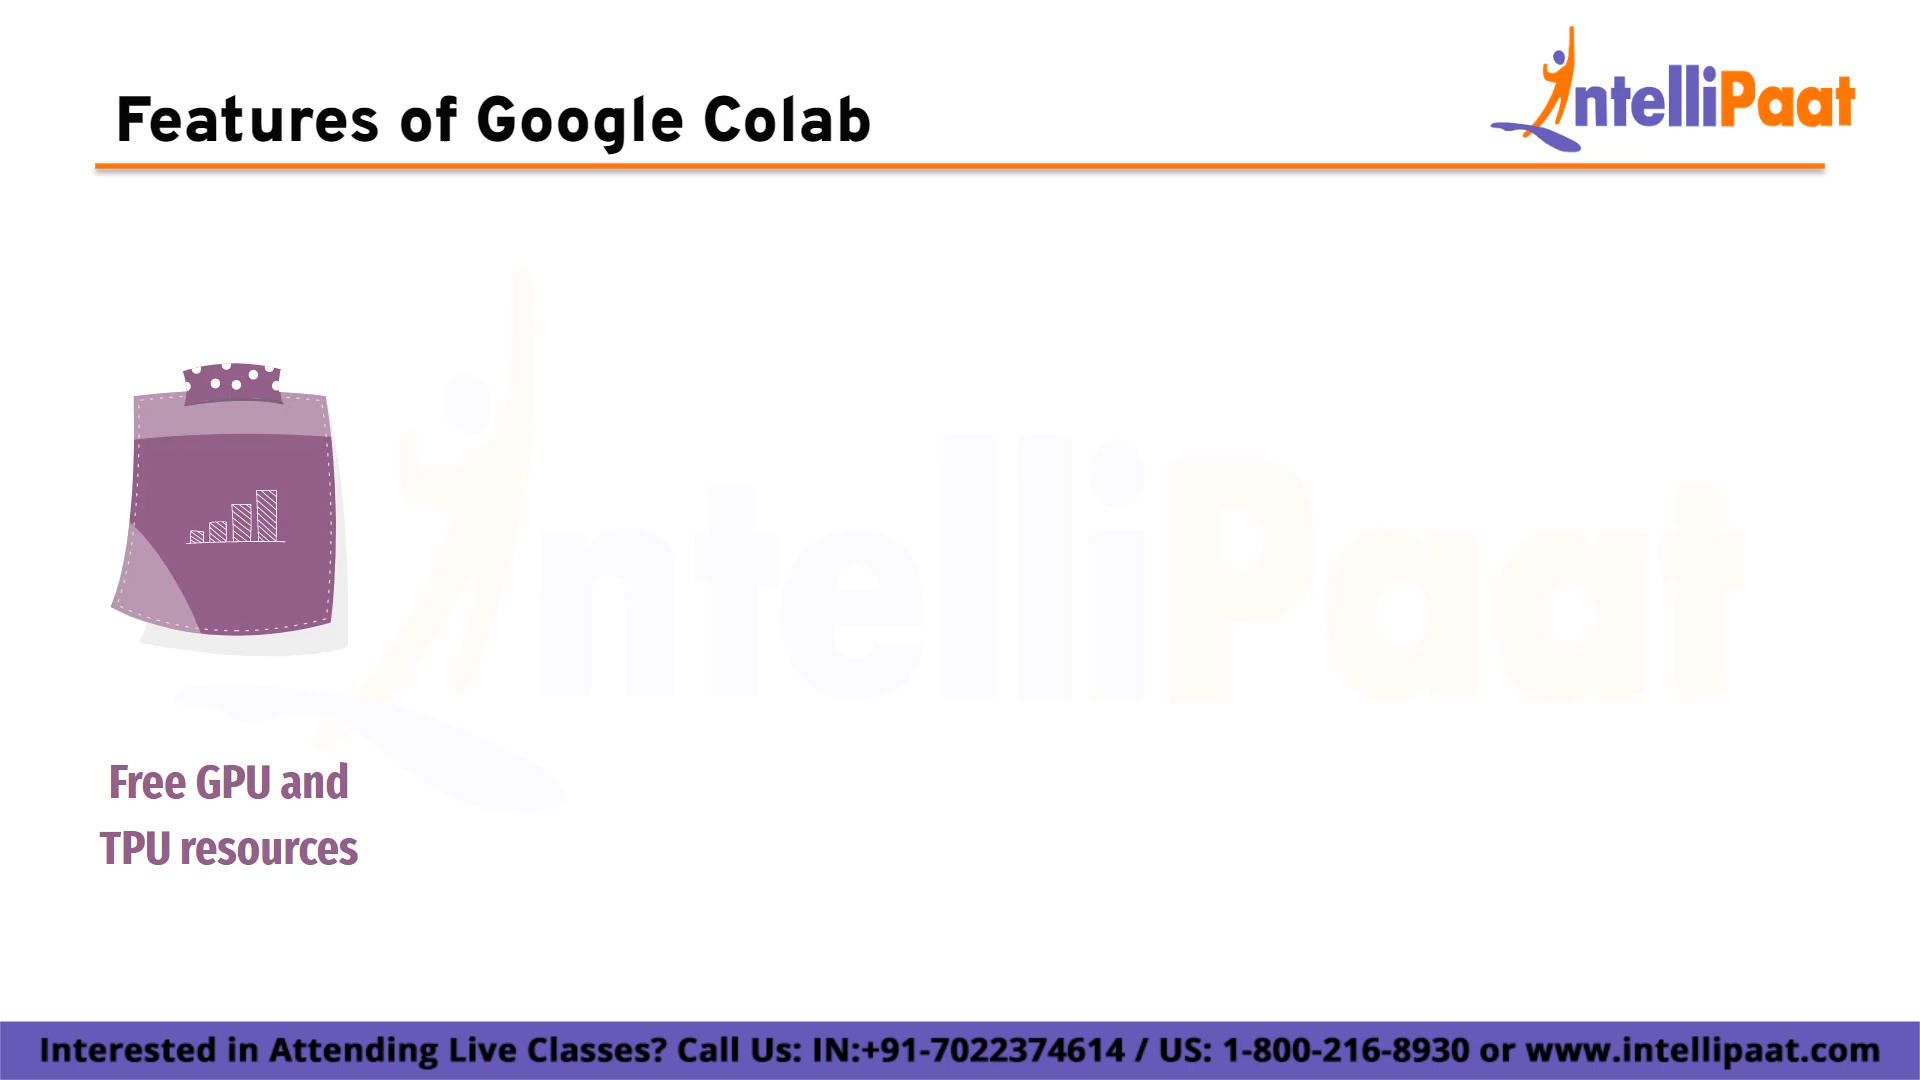 Features of Google Colab
IntelliPaat
IntelliPaat
Free GPU and
TPU resources
Interested in Attending Live Classes? Call Us: IN:+91-7022374614 / US: 1-800-216-8930 or www.intellipaat.com